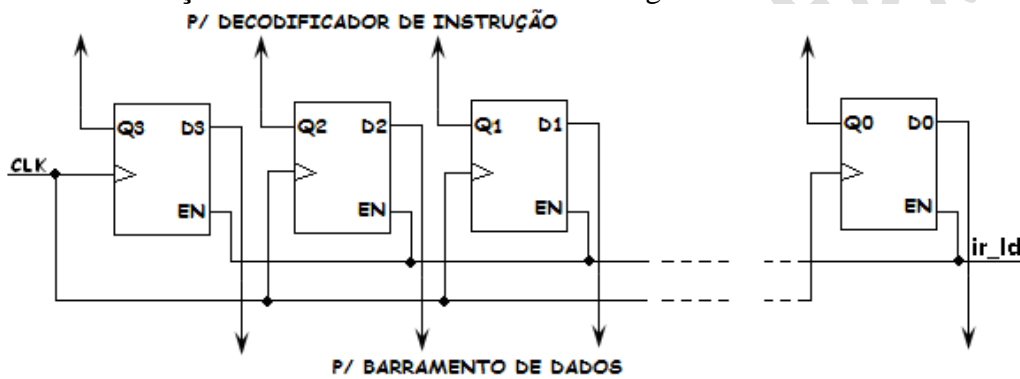 P/ DECODIFICADOR DE INSTRUÇÃO
Q3 D3 Q2 D2 Q1 D1 Q0 D0
CLK
EN EN EN EN
ir_ld
P/ BARRAMENTO DE DADOS